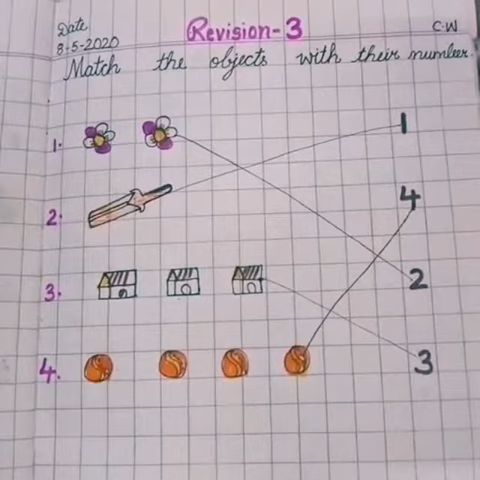 Date
8-5-2020
Revision-3
C.W
Match the objects with their number.
1.
1
2.
4
3.
2
4.
3